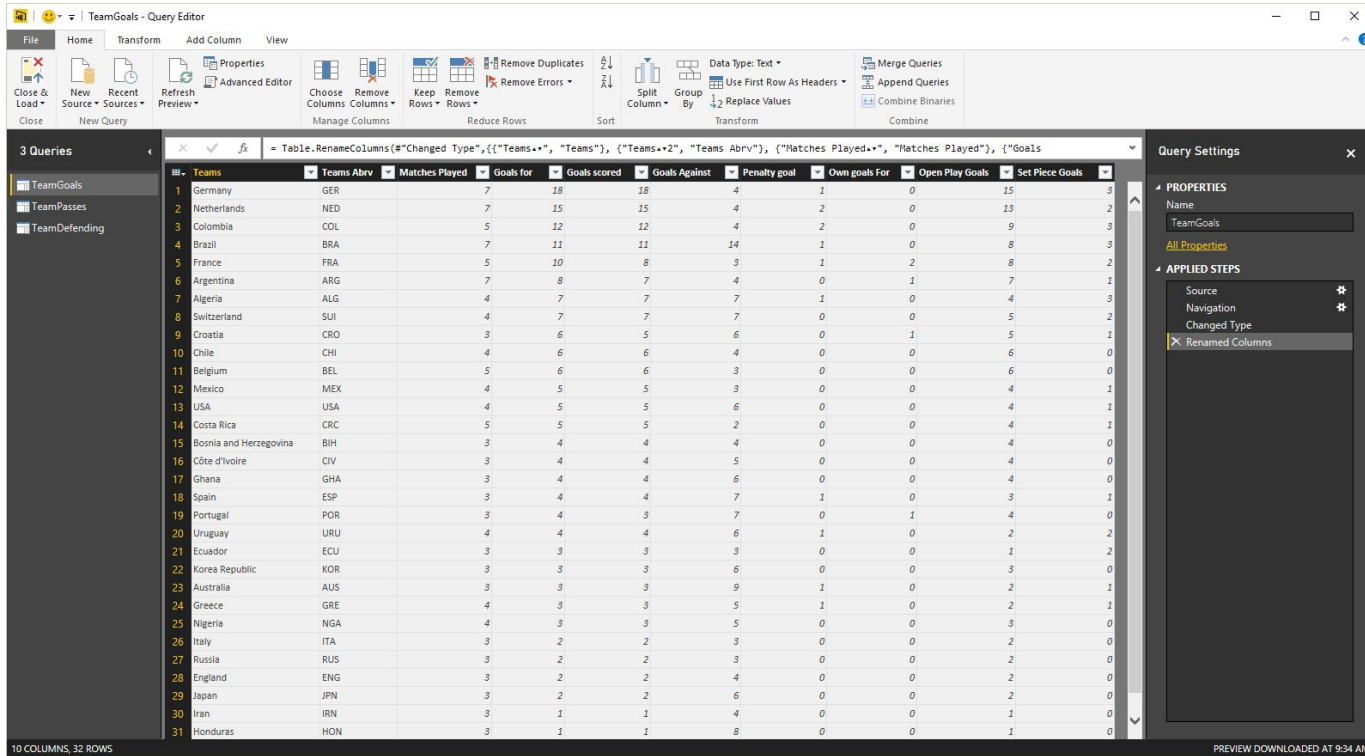 TeamGoals - Query Editor
File Home Transform Add Column View
Close & Load
New Source
Recent Sources
Refresh Preview
Properties
Advanced Editor
Choose Columns
Remove Columns
Keep Rows
Remove Rows
Remove Duplicates
Remove Errors
Split Column
Group By
Data Type: Text
Use First Row As Headers
Replace Values
Merge Queries
Append Queries
Combine Binaries
Close New Query Manage Columns Reduce Rows Sort Transform Combine
3 Queries
TeamGoals
TeamPasses
TeamDefending
fx = Table.RenameColumns(#"Changed Type",{{"Teams▴▾", "Teams"}, {"Teams▴▾2", "Teams Abrv"}, {"Matches Played▴▾", "Matches Played"}, {"Goals
Teams Teams Abrv Matches Played Goals for Goals scored Goals Against Penalty goal Own goals For Open Play Goals Set Piece Goals
1 Germany GER 7 18 18 4 1 0 15 3
2 Netherlands NED 7 15 15 4 2 0 13 2
3 Colombia COL 5 12 12 4 2 0 9 3
4 Brazil BRA 7 11 11 14 1 0 8 3
5 France FRA 5 10 8 3 1 2 8 2
6 Argentina ARG 7 8 7 4 0 1 7 1
7 Algeria ALG 4 7 7 7 1 0 4 3
8 Switzerland SUI 4 7 7 7 0 0 5 2
9 Croatia CRO 3 6 5 6 0 1 5 1
10 Chile CHI 4 6 6 4 0 0 6 0
11 Belgium BEL 5 6 6 3 0 0 6 0
12 Mexico MEX 4 5 5 3 0 0 4 1
13 USA USA 4 5 5 6 0 0 4 1
14 Costa Rica CRC 5 5 5 2 0 0 4 1
15 Bosnia and Herzegovina BIH 3 4 4 4 0 0 4 0
16 Côte d'Ivoire CIV 3 4 4 5 0 0 4 0
17 Ghana GHA 3 4 4 6 0 0 4 0
18 Spain ESP 3 4 4 7 1 0 3 1
19 Portugal POR 3 4 3 7 0 1 4 0
20 Uruguay URU 4 4 4 6 1 0 2 2
21 Ecuador ECU 3 3 3 3 0 0 1 2
22 Korea Republic KOR 3 3 3 6 0 0 3 0
23 Australia AUS 3 3 3 9 1 0 2 1
24 Greece GRE 4 3 3 5 1 0 2 1
25 Nigeria NGA 4 3 3 5 0 0 3 0
26 Italy ITA 3 2 2 3 0 0 2 0
27 Russia RUS 3 2 2 3 0 0 2 0
28 England ENG 3 2 2 4 0 0 2 0
29 Japan JPN 3 2 2 6 0 0 2 0
30 Iran IRN 3 1 1 4 0 0 1 0
31 Honduras HON 3 1 1 8 0 0 1 0
Query Settings
PROPERTIES
Name
TeamGoals
All Properties
APPLIED STEPS
Source
Navigation
Changed Type
Renamed Columns
10 COLUMNS, 32 ROWS
PREVIEW DOWNLOADED AT 9:34 AM